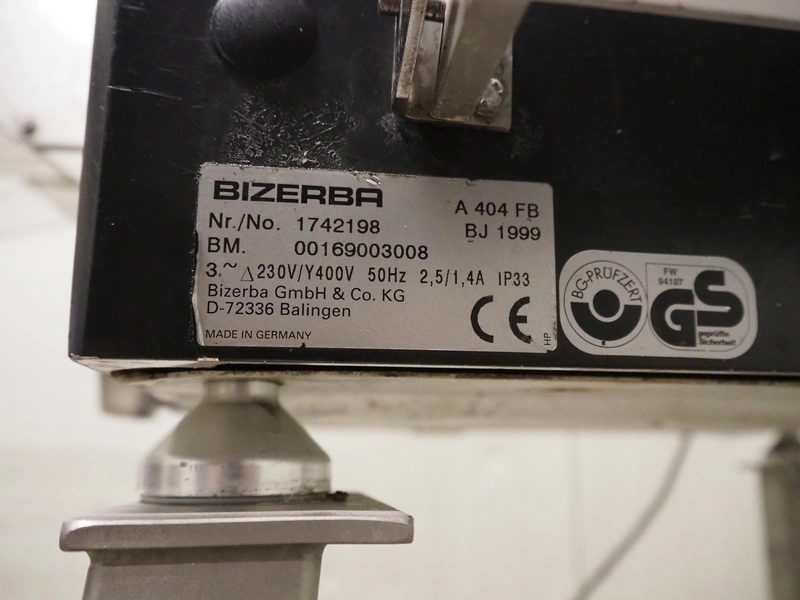 BIZERBA
A 404 FB
Nr./No. 1742198
BJ 1999
BM. 00169003008
3.~ △230V/Y400V 50Hz 2,5/1,4A IP33
Bizerba GmbH & Co. KG
D-72336 Balingen
MADE IN GERMANY
CE
HP
BG-PRÜFZERT
FW
94107
GS
geprüfte
Sicherheit